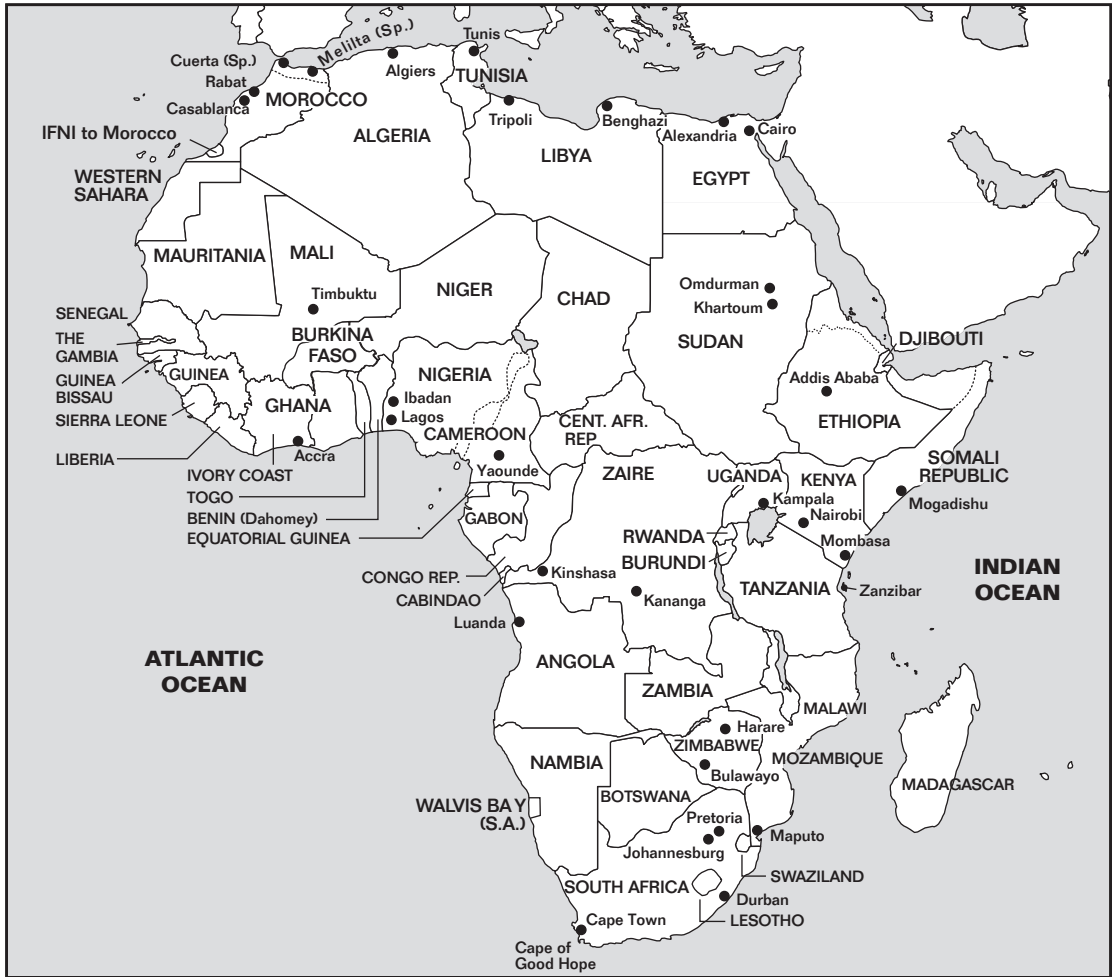 Cuerta (Sp.)
Melilta (Sp.)
Tunis
Rabat
Algiers
TUNISIA
Casablanca
MOROCCO
Tripoli
Benghazi
Alexandria
Cairo
IFNI to Morocco
ALGERIA
LIBYA
EGYPT
WESTERN
SAHARA
MAURITANIA
MALI
NIGER
CHAD
Omdurman
Khartoum
Timbuktu
SUDAN
SENEGAL
THE
GAMBIA
BURKINA
FASO
DJIBOUTI
GUINEA
BISSAU
GUINEA
NIGERIA
Addis Ababa
SIERRA LEONE
GHANA
Ibadan
Lagos
ETHIOPIA
CENT. AFR.
REP.
CAMEROON
LIBERIA
Accra
IVORY COAST
Yaounde
ZAIRE
UGANDA
KENYA
SOMALI
REPUBLIC
TOGO
Kampala
Mogadishu
BENIN (Dahomey)
GABON
Nairobi
EQUATORIAL GUINEA
RWANDA
Mombasa
BURUNDI
INDIAN
OCEAN
CONGO REP.
Kinshasa
TANZANIA
Zanzibar
CABINDAO
Kananga
Luanda
ATLANTIC
OCEAN
ANGOLA
ZAMBIA
MALAWI
Harare
ZIMBABWE
MOZAMBIQUE
NAMBIA
Bulawayo
MADAGASCAR
WALVIS BAY
(S.A.)
BOTSWANA
Pretoria
Maputo
Johannesburg
SWAZILAND
SOUTH AFRICA
Durban
LESOTHO
Cape Town
Cape of
Good Hope